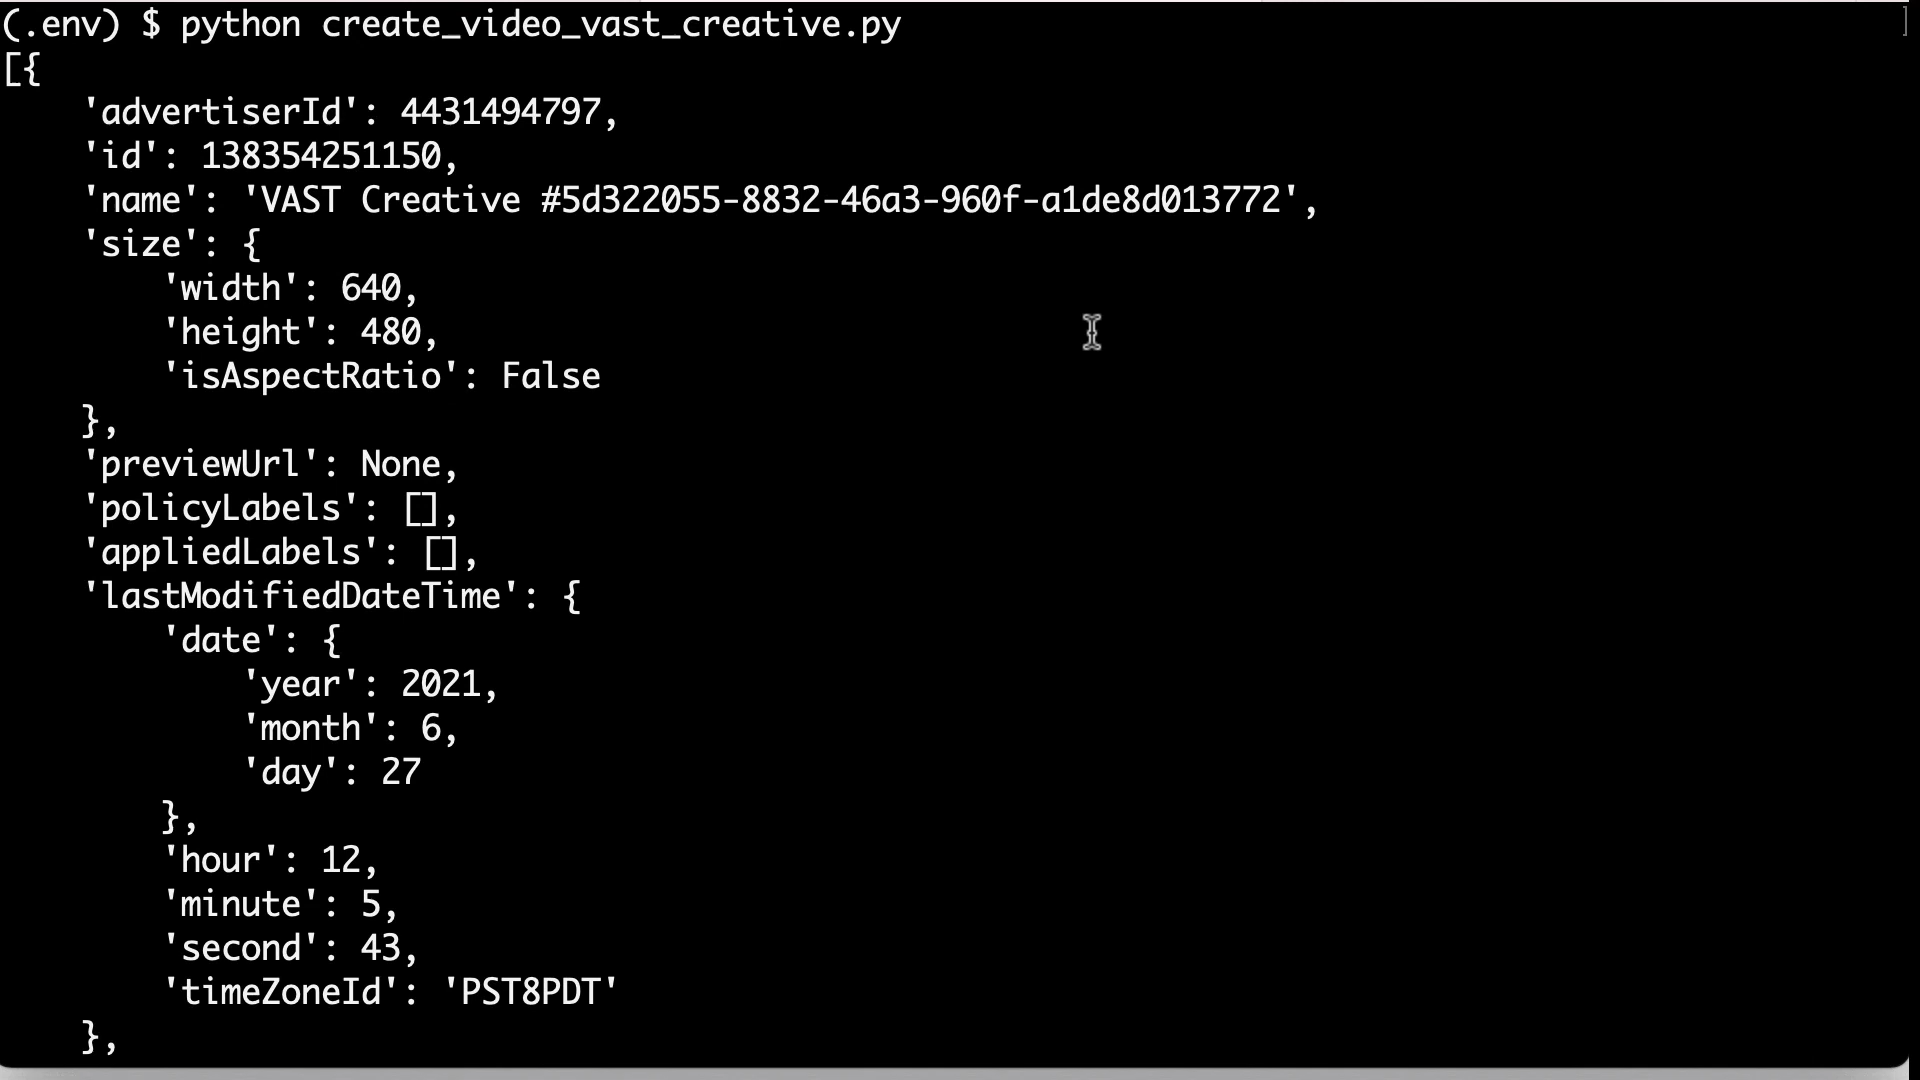 (.env) $ python create_video_vast_creative.py
[{
    'advertiserId': 4431494797,
    'id': 138354251150,
    'name': 'VAST Creative #5d322055-8832-46a3-960f-a1de8d013772',
    'size': {
        'width': 640,
        'height': 480,
        'isAspectRatio': False
    },
    'previewUrl': None,
    'policyLabels': [],
    'appliedLabels': [],
    'lastModifiedDateTime': {
        'date': {
            'year': 2021,
            'month': 6,
            'day': 27
        },
        'hour': 12,
        'minute': 5,
        'second': 43,
        'timeZoneId': 'PST8PDT'
    },